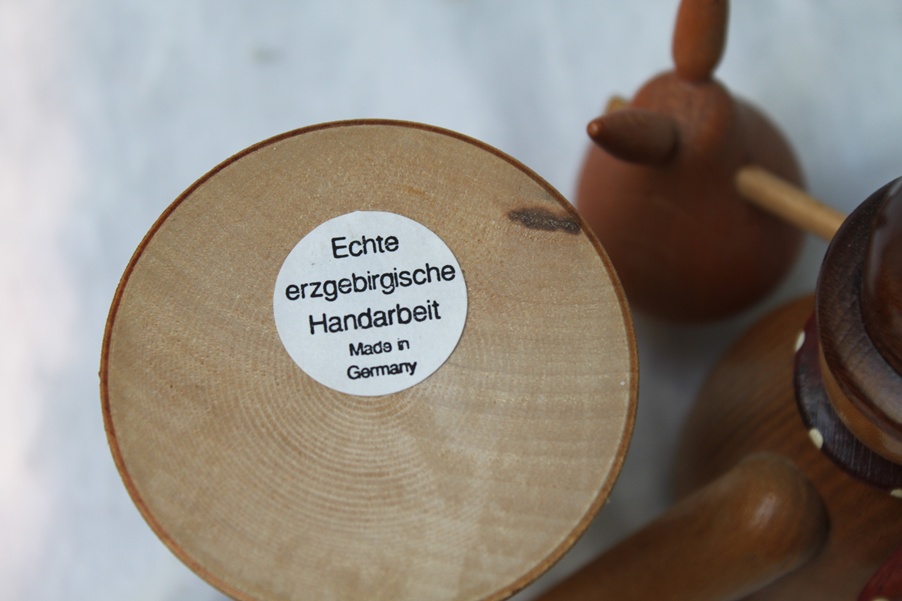 Echte
erzgebirgische
Handarbeit
Made in
Germany